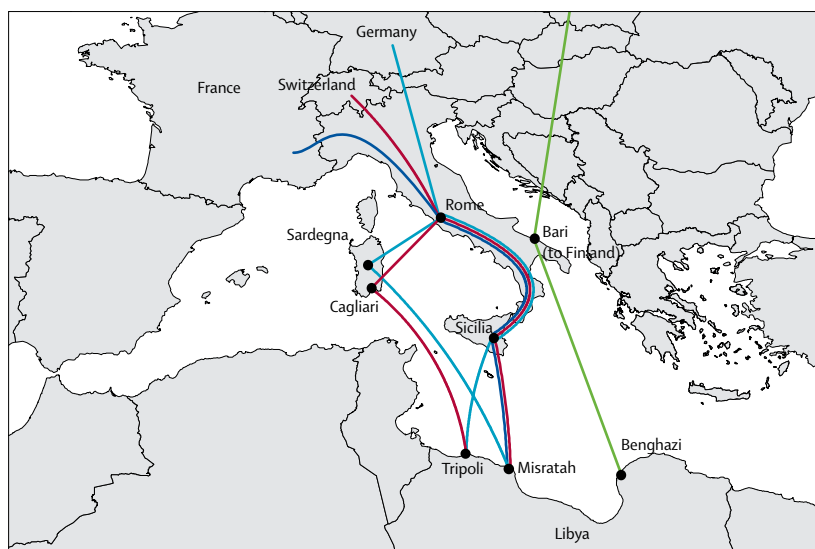 Germany
Switzerland
France
Rome
Sardegna
Bari
(to Finland)
Cagliari
Sicilia
Benghazi
Tripoli
Misratah
Libya